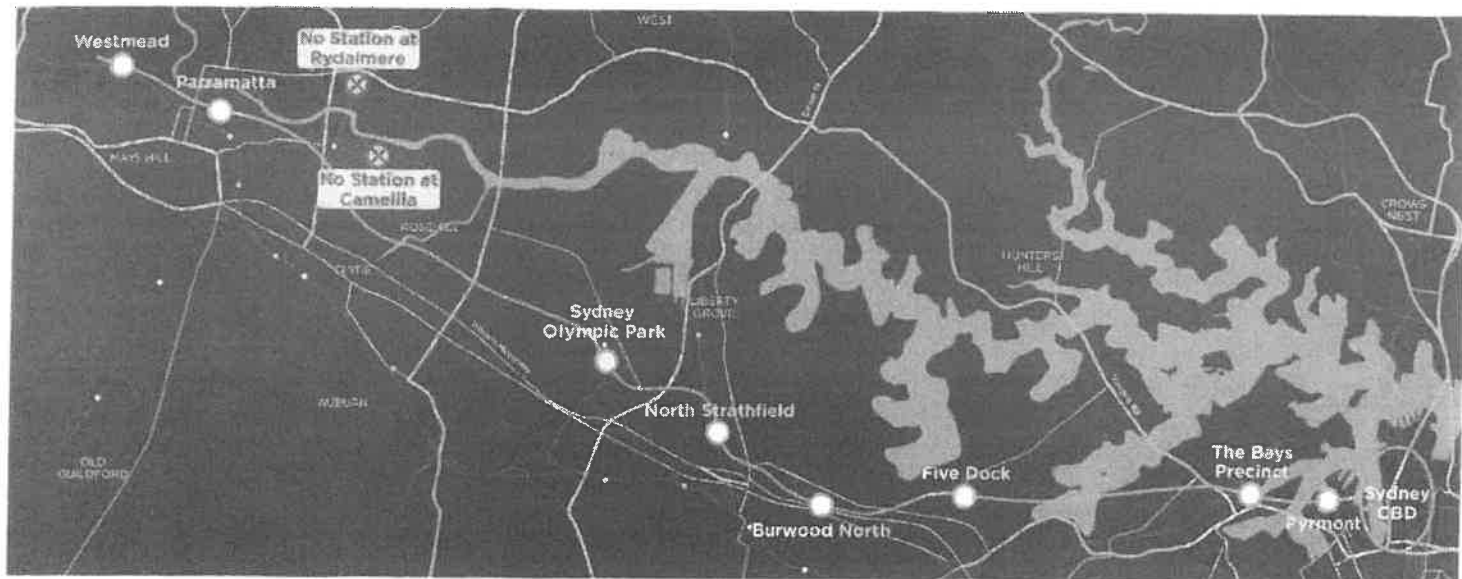 WEST
Westmead
No Station at
Rydalmere
Parramatta
MAYS HILL
No Station at
Camellia
CROWS
NEST
ROSEHILL
HUNTERS
HILL
CLYDE
LIBERTY
GROVE
Sydney
Olympic Park
AUBURN
North Strathfield
OLD
GUILDFORD
Five Dock
The Bays
Precinct
Sydney
CBD
Pyrmont
Burwood North